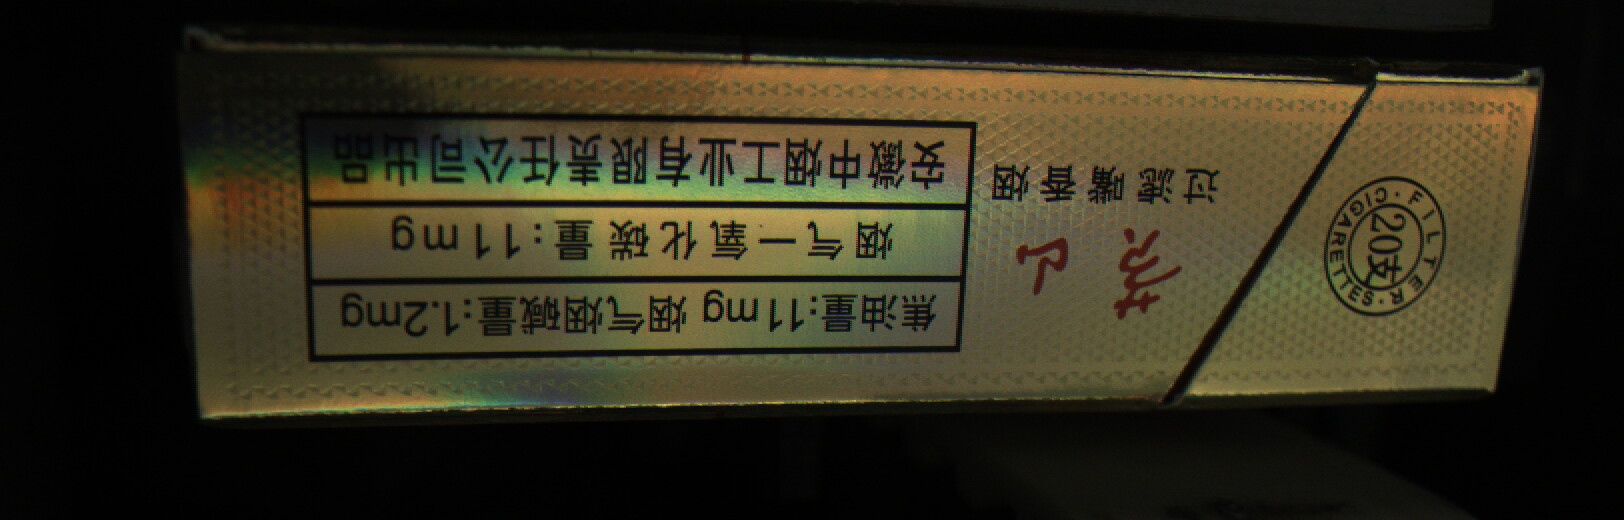 FILTER·CIGARETTES·
20支
黄山
过滤嘴香烟
焦油量:11mg 烟气烟碱量:1.2mg
烟气一氧化碳量:11mg
安徽中烟工业有限责任公司出品